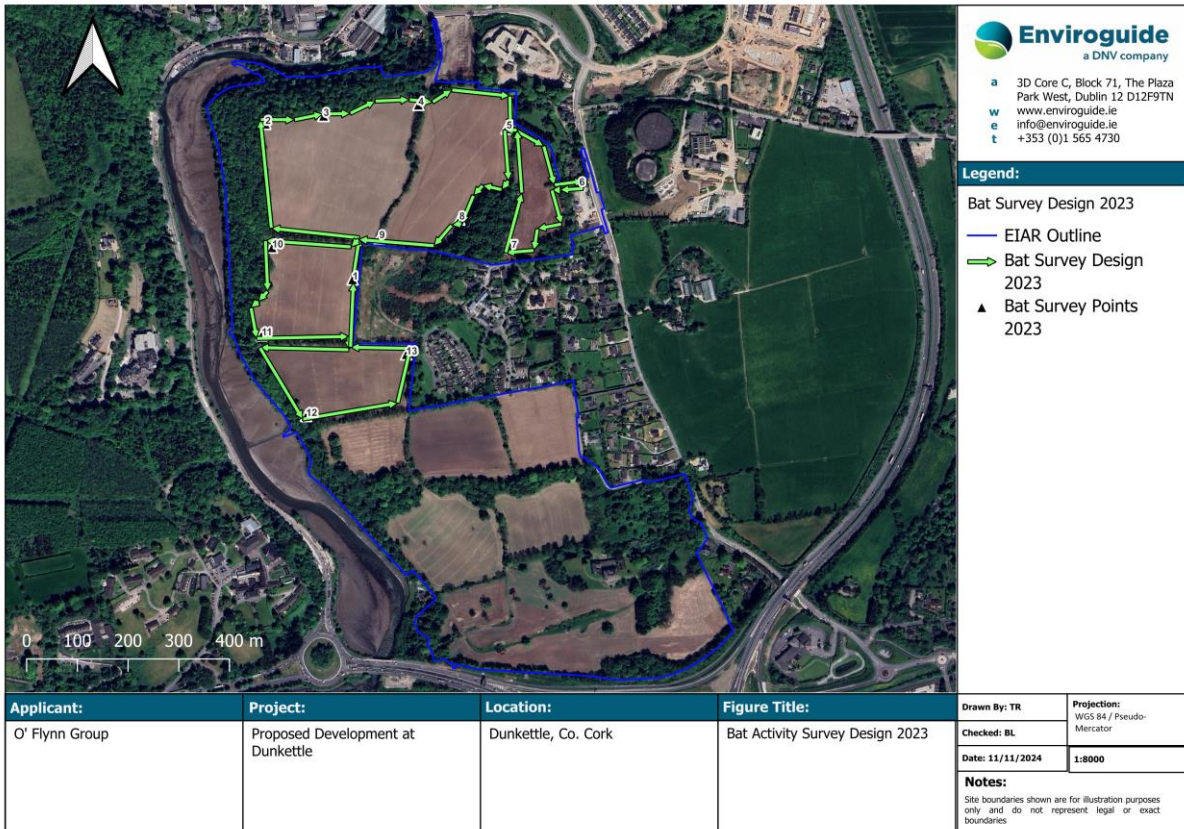 2
3
4
5
6
7
8
9
10
1
11
13
12
0 100 200 300 400 m
Enviroguide
a DNV company
a 3D Core C, Block 71, The Plaza
Park West, Dublin 12 D12F9TN
w www.enviroguide.ie
e info@enviroguide.ie
t +353 (0)1 565 4730
Legend:
Bat Survey Design 2023
EIAR Outline
Bat Survey Design
2023
Bat Survey Points
2023
Applicant:
O' Flynn Group
Project:
Proposed Development at
Dunkettle
Location:
Dunkettle, Co. Cork
Figure Title:
Bat Activity Survey Design 2023
Drawn By: TR
Checked: BL
Date: 11/11/2024
Projection:
WGS 84 / Pseudo-
Mercator
1:8000
Notes:
Site boundaries shown are for illustration purposes
only and do not represent legal or exact
boundaries